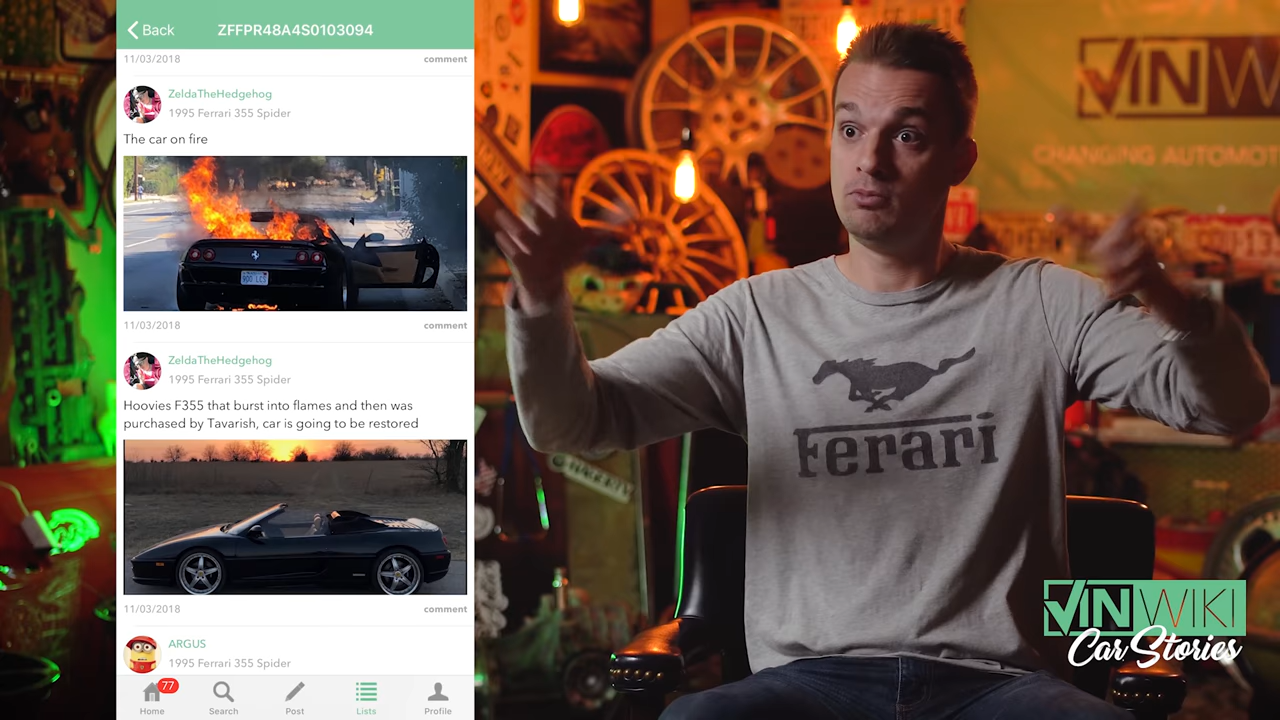 Back
ZFFPR48A4S0103094
11/03/2018
comment
ZeldaTheHedgehog
1995 Ferrari 355 Spider
The car on fire
11/03/2018
comment
ZeldaTheHedgehog
1995 Ferrari 355 Spider
Hoovies F355 that burst into flames and then was
purchased by Tavarish, car is going to be restored
11/03/2018
comment
ARGUS
1995 Ferrari 355 Spider
77
Home
Search
Post
Lists
Profile
VINW
CHANGING AUTOMOT
Ferari
VINWIKI
Car Stories